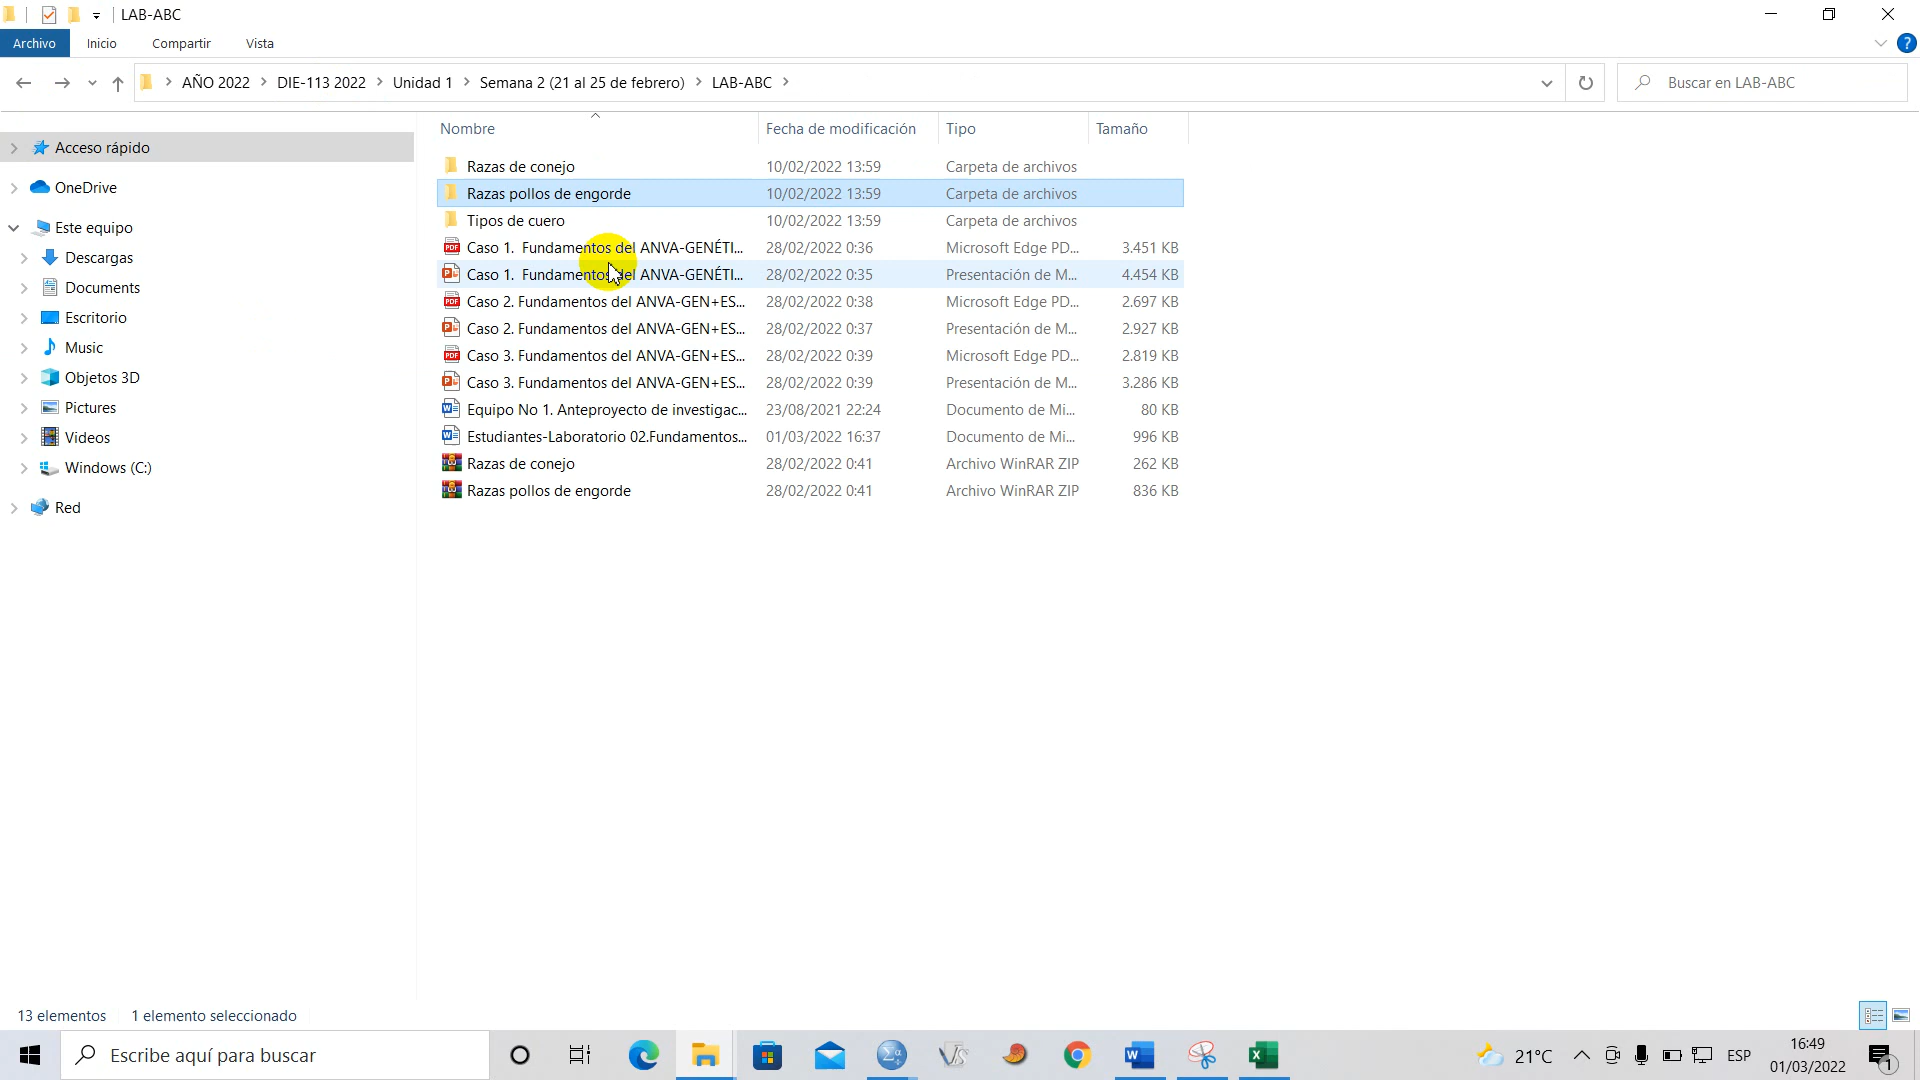 LAB-ABC
Archivo Inicio Compartir Vista
AÑO 2022 DIE-113 2022 Unidad 1 Semana 2 (21 al 25 de febrero) LAB-ABC
Buscar en LAB-ABC
Nombre Fecha de modificación Tipo Tamaño
Acceso rápido
OneDrive
Este equipo
Descargas
Documents
Escritorio
Music
Objetos 3D
Pictures
Videos
Windows (C:)
Red
Razas de conejo 10/02/2022 13:59 Carpeta de archivos
Razas pollos de engorde 10/02/2022 13:59 Carpeta de archivos
Tipos de cuero 10/02/2022 13:59 Carpeta de archivos
Caso 1. Fundamentos del ANVA-GENÉTI... 28/02/2022 0:36 Microsoft Edge PD... 3.451 KB
Caso 1. Fundamentos del ANVA-GENÉTI... 28/02/2022 0:35 Presentación de M... 4.454 KB
Caso 2. Fundamentos del ANVA-GEN+ES... 28/02/2022 0:38 Microsoft Edge PD... 2.697 KB
Caso 2. Fundamentos del ANVA-GEN+ES... 28/02/2022 0:37 Presentación de M... 2.927 KB
Caso 3. Fundamentos del ANVA-GEN+ES... 28/02/2022 0:39 Microsoft Edge PD... 2.819 KB
Caso 3. Fundamentos del ANVA-GEN+ES... 28/02/2022 0:39 Presentación de M... 3.286 KB
Equipo No 1. Anteproyecto de investigac... 23/08/2021 22:24 Documento de Mi... 80 KB
Estudiantes-Laboratorio 02.Fundamentos... 01/03/2022 16:37 Documento de Mi... 996 KB
Razas de conejo 28/02/2022 0:41 Archivo WinRAR ZIP 262 KB
Razas pollos de engorde 28/02/2022 0:41 Archivo WinRAR ZIP 836 KB
13 elementos 1 elemento seleccionado
Escribe aquí para buscar
21°C
ESP
16:49
01/03/2022
1